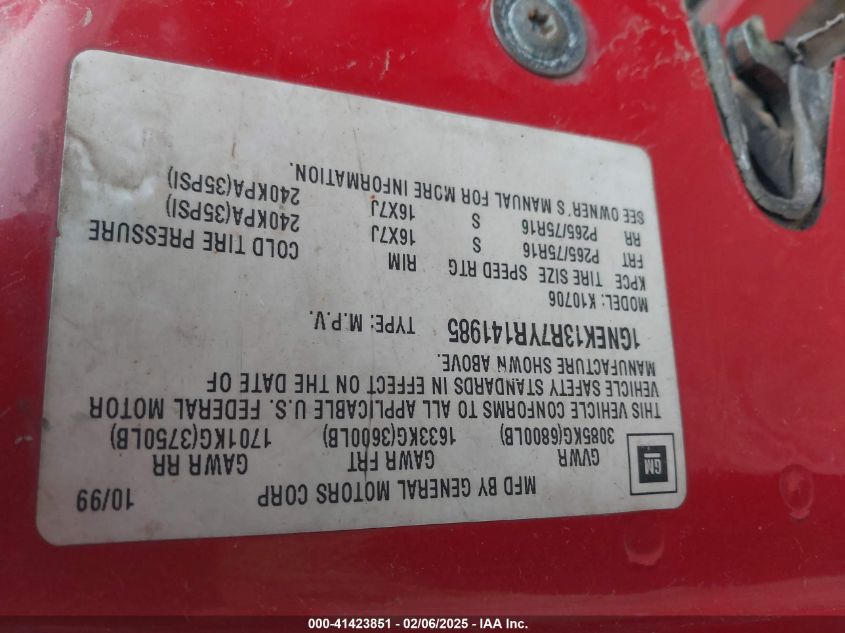 MFD BY GENERAL MOTORS CORP 10/99
GM GVWR GAWR FRT GAWR RR
3085KG(6800LB) 1633KG(3600LB) 1701KG(3750LB)
THIS VEHICLE CONFORMS TO ALL APPLICABLE U.S. FEDERAL MOTOR
VEHICLE SAFETY STANDARDS IN EFFECT ON THE DATE OF
MANUFACTURE SHOWN ABOVE.
1GNEK13R7YR141985 TYPE: M.P.V.
MODEL: K10706
KPCE TIRE SIZE SPEED RTG RIM COLD TIRE PRESSURE
FRT P265/75R16 S 16X7J 240KPA(35PSI)
RR P265/75R16 S 16X7J 240KPA(35PSI)
SEE OWNER'S MANUAL FOR MORE INFORMATION.
000-41423851 - 02/06/2025 - IAA Inc.